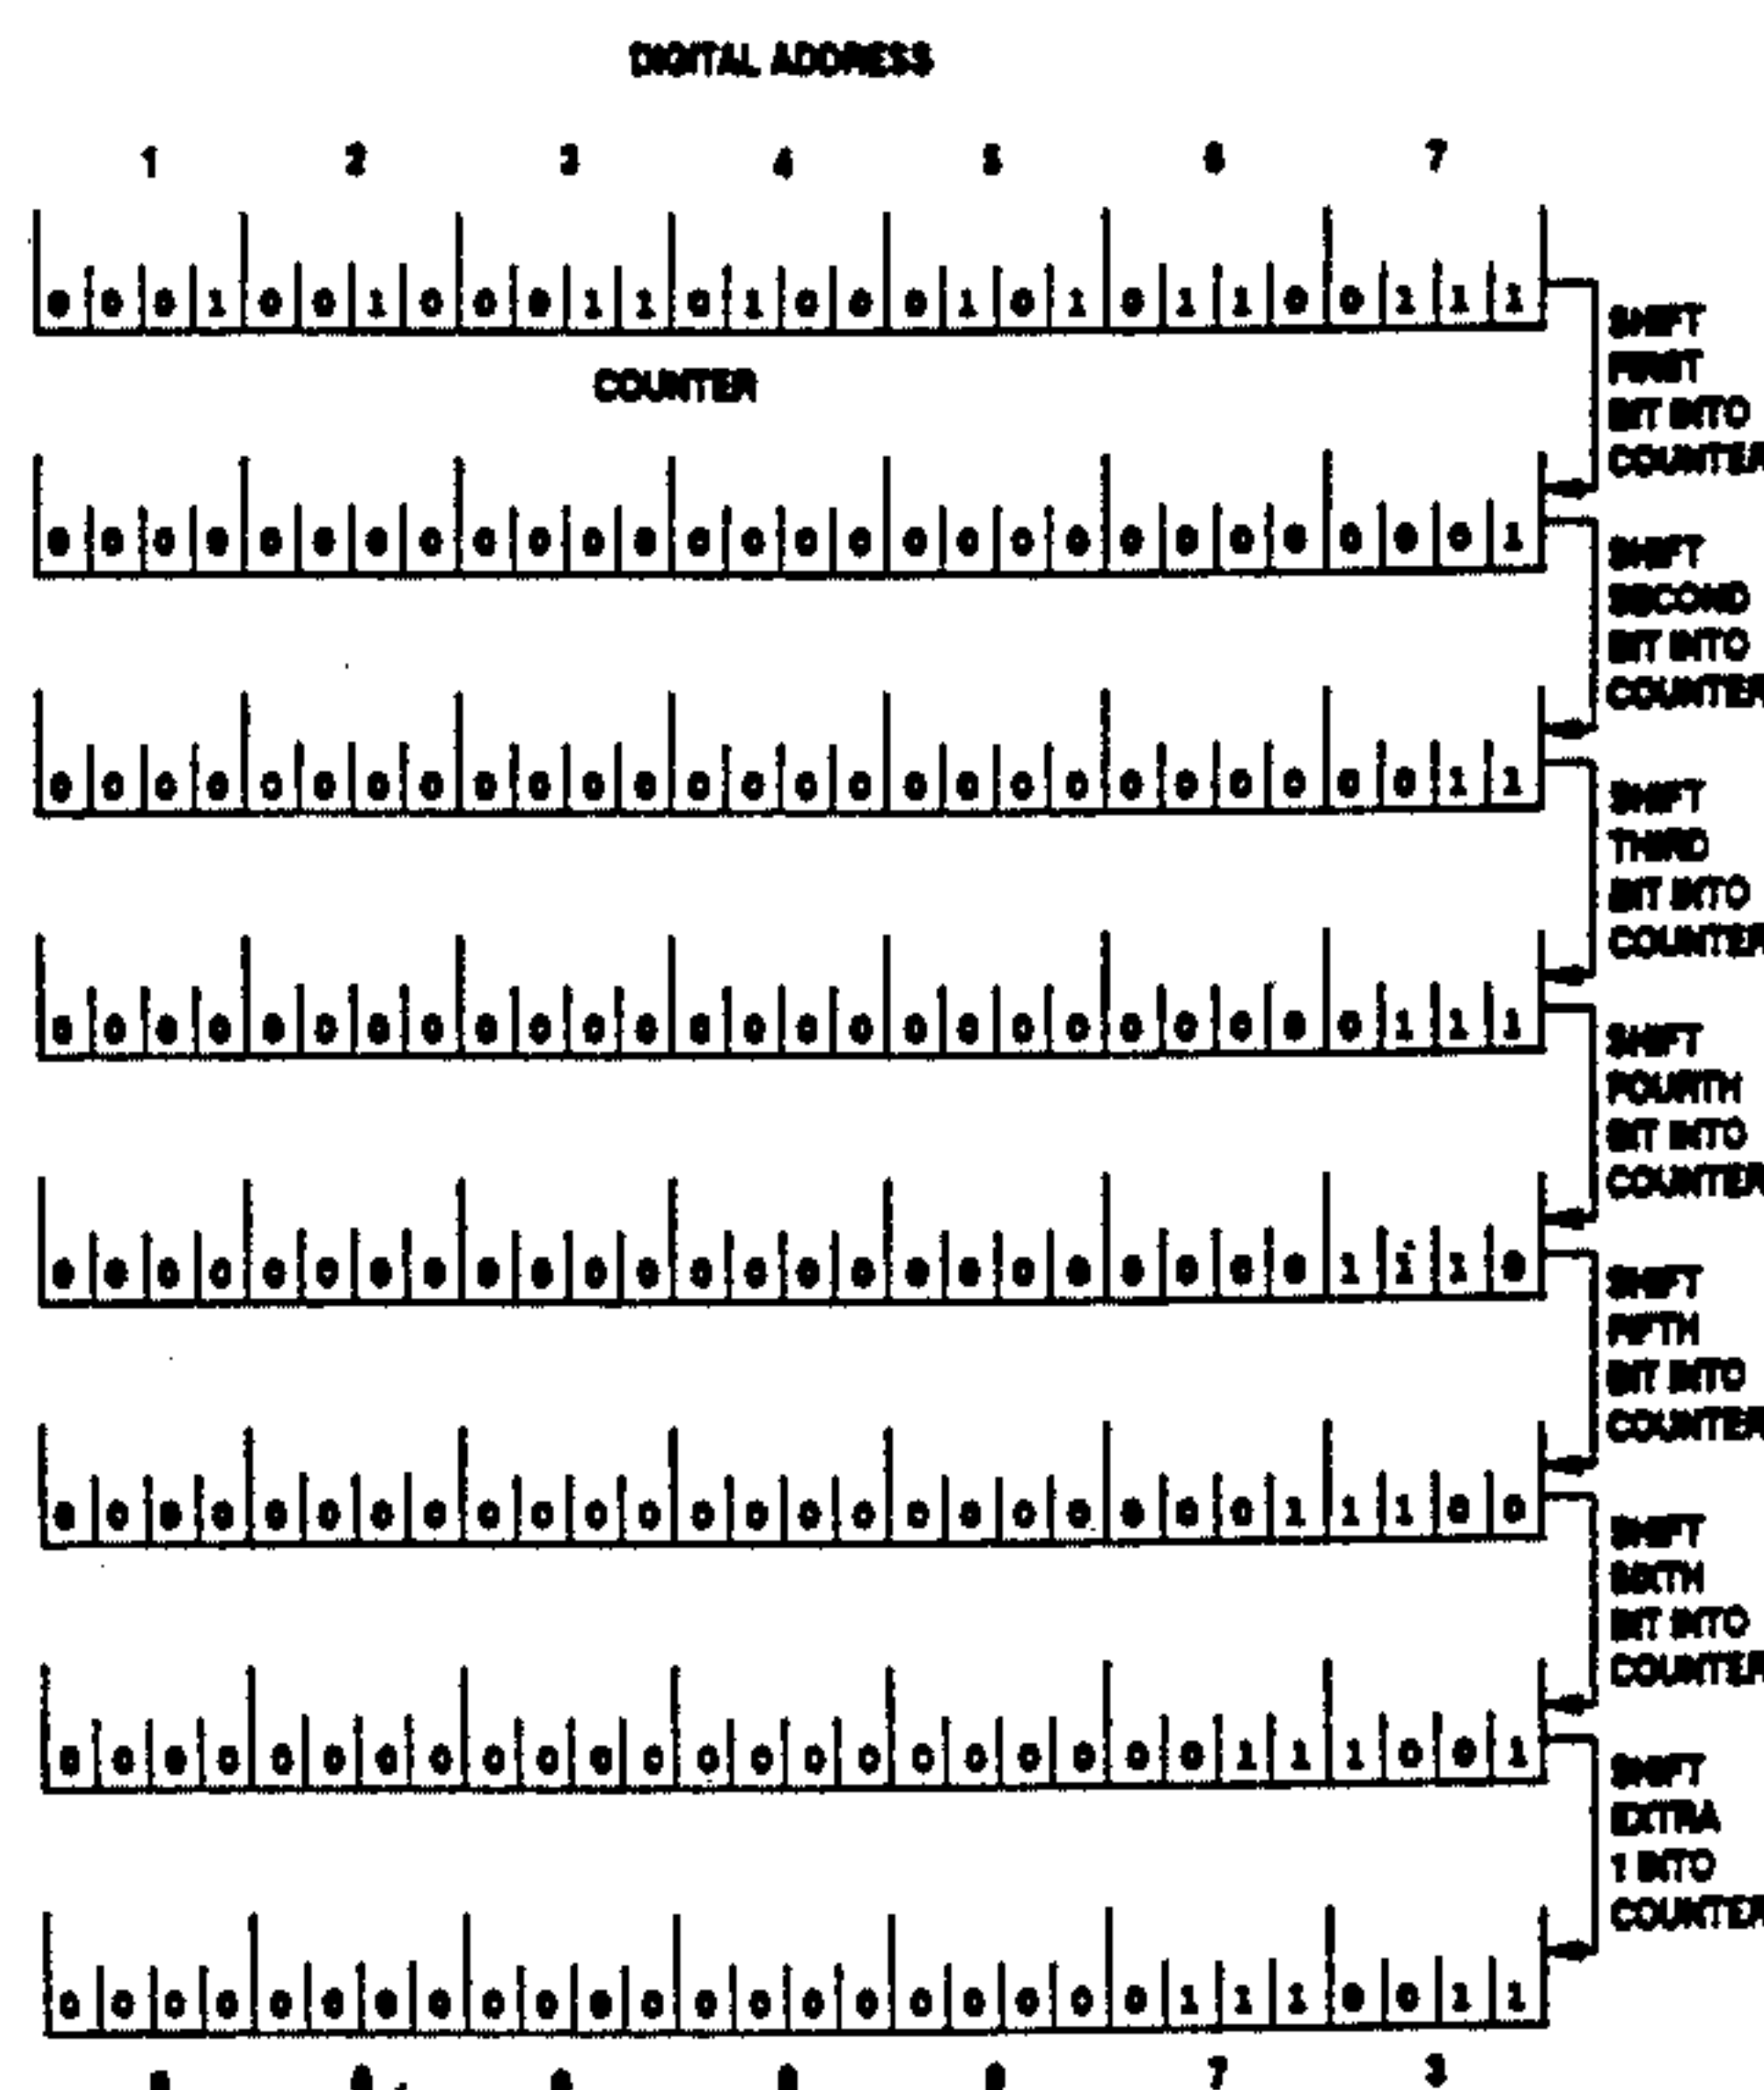 DIGITAL ADDRESS
1 2 3 4 5 6 7
0 0 0 1 0 0 1 0 0 0 1 1 0 1 0 0 0 1 0 1 0 1 1 0 0 1 1 1
SHIFT
FIRST
BIT INTO
COUNTER
COUNTER
0 0 0 0 0 0 0 0 0 0 0 0 0 0 0 0 0 0 0 0 0 0 0 0 0 0 0 1
SHIFT
SECOND
BIT INTO
COUNTER
0 0 0 0 0 0 0 0 0 0 0 0 0 0 0 0 0 0 0 0 0 0 0 0 0 0 1 1
SHIFT
THIRD
BIT INTO
COUNTER
0 0 0 0 0 0 0 0 0 0 0 0 0 0 0 0 0 0 0 0 0 0 0 0 0 1 1 1
SHIFT
FOURTH
BIT INTO
COUNTER
0 0 0 0 0 0 0 0 0 0 0 0 0 0 0 0 0 0 0 0 0 0 0 0 1 1 1 0
SHIFT
FIFTH
BIT INTO
COUNTER
0 0 0 0 0 0 0 0 0 0 0 0 0 0 0 0 0 0 0 0 0 0 0 1 1 1 0 0
SHIFT
SIXTH
BIT INTO
COUNTER
0 0 0 0 0 0 0 0 0 0 0 0 0 0 0 0 0 0 0 0 0 0 1 1 1 0 0 1
SHIFT
EXTRA
1 INTO
COUNTER
0 0 0 0 0 0 0 0 0 0 0 0 0 0 0 0 0 0 0 0 0 1 1 1 0 0 1 1
7 3